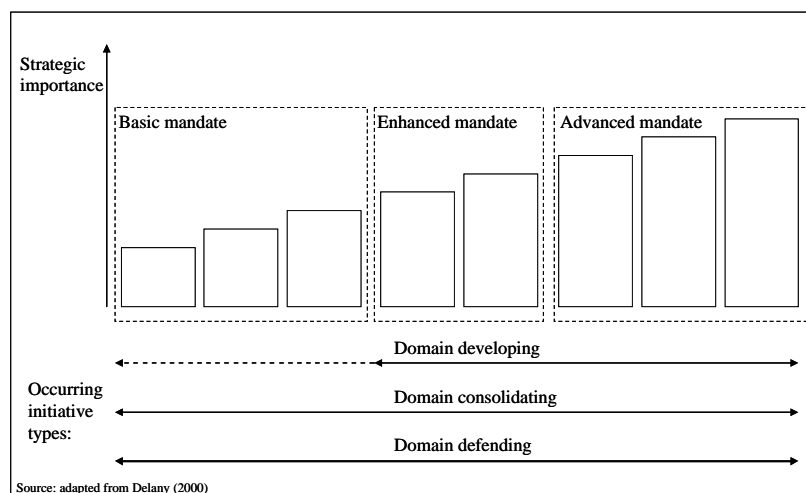 Strategic
importance
Basic mandate
Enhanced mandate
Advanced mandate
Domain developing
Occurring
initiative
types:
Domain consolidating
Domain defending
Source: adapted from Delany (2000)